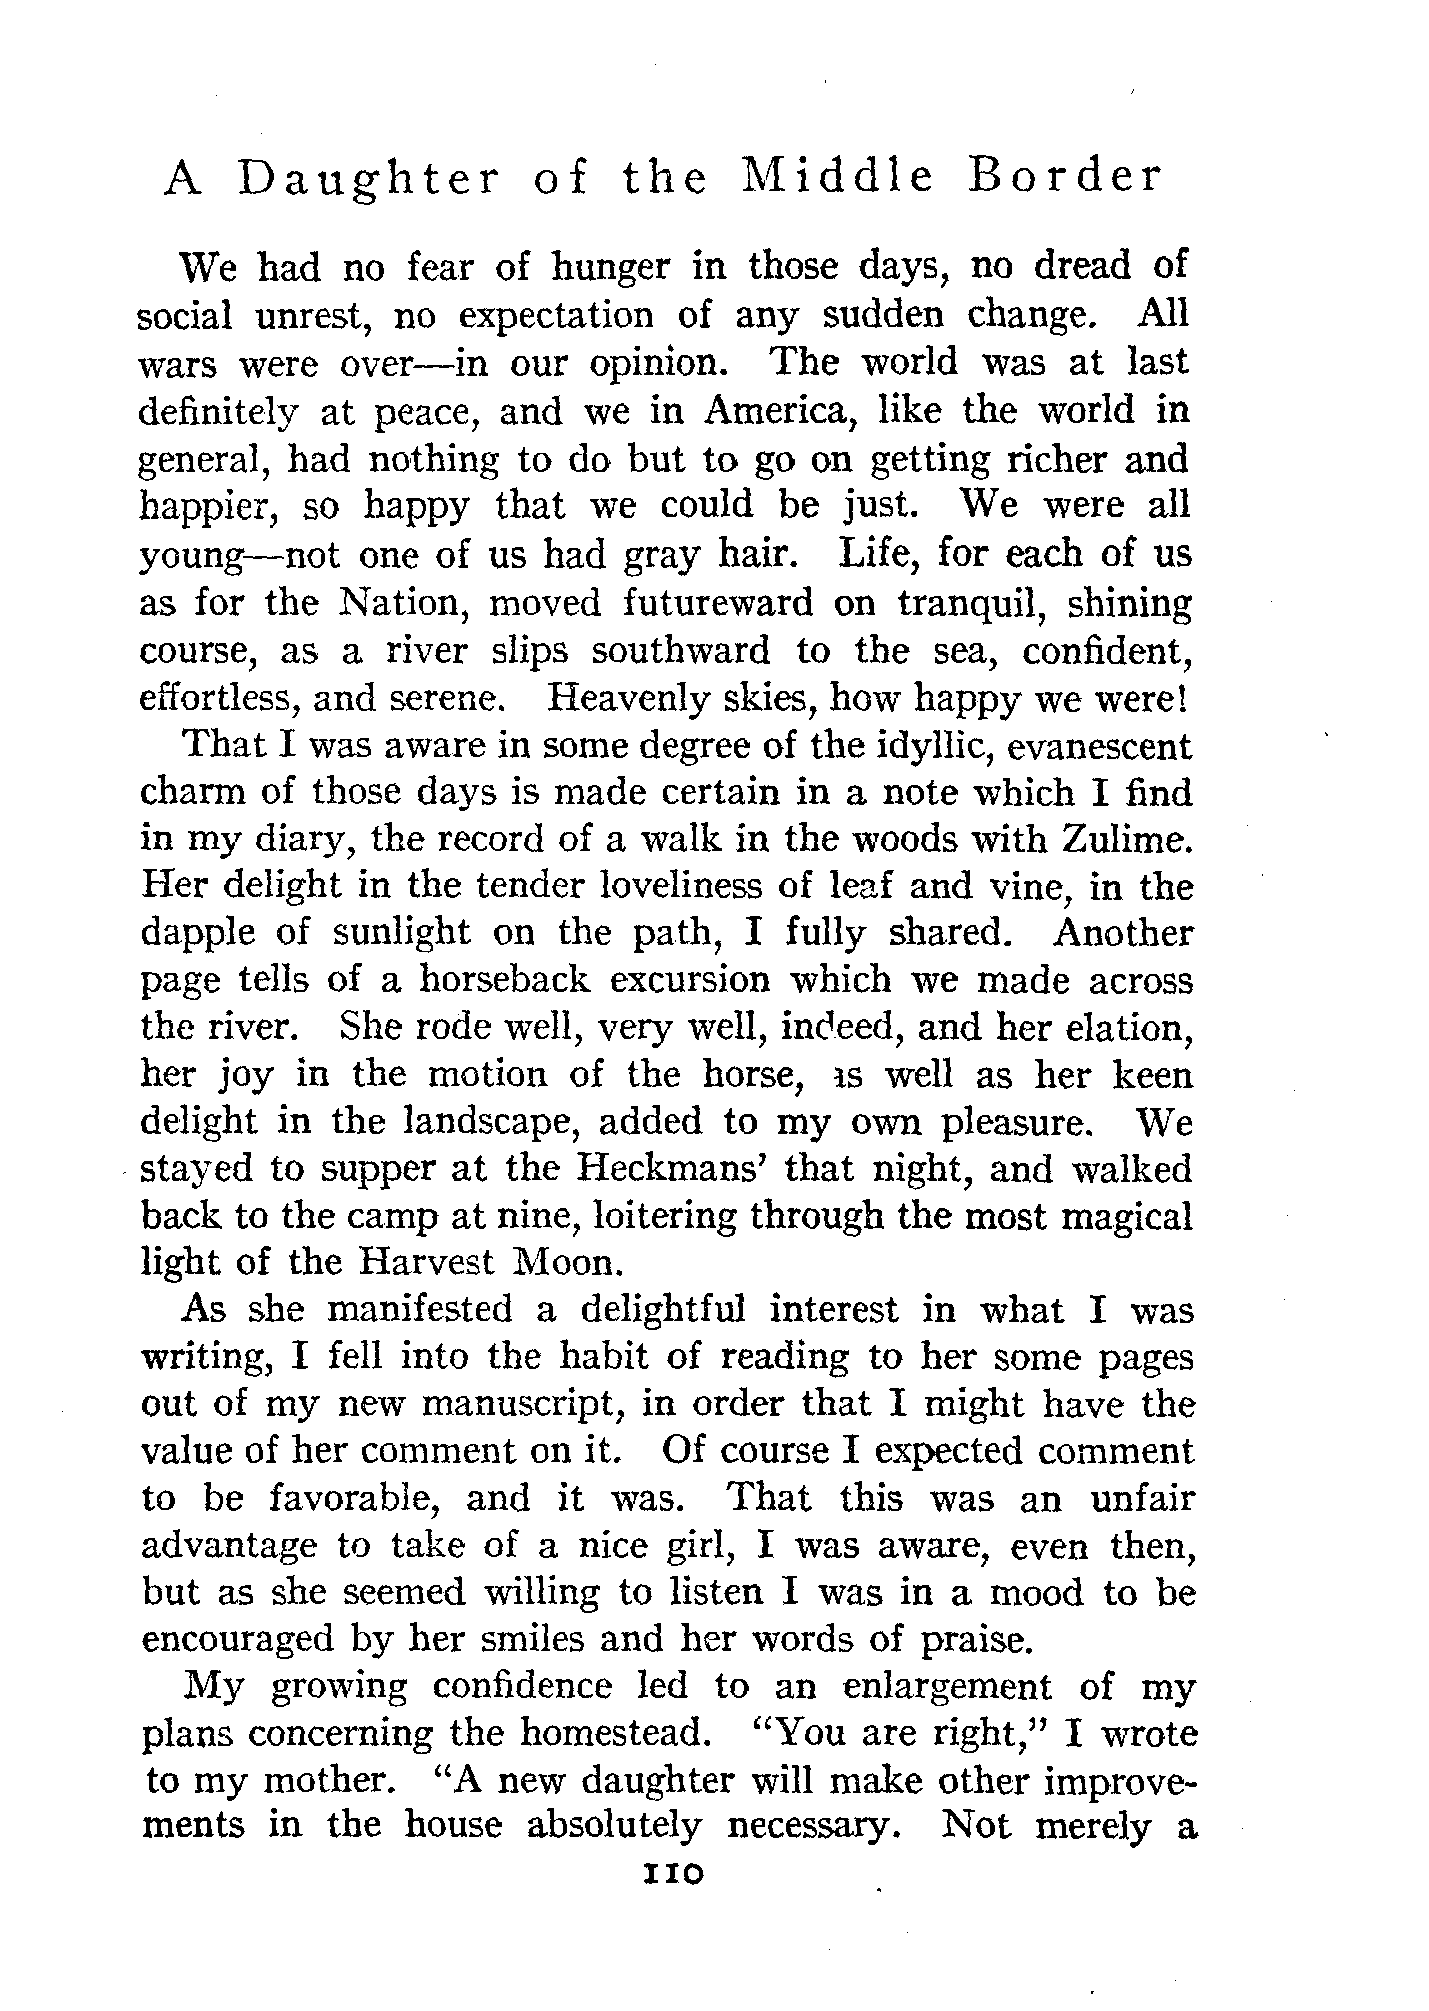 A Daughter of the Middle Border
We had no fear of hunger in those days, no dread of
social unrest, no expectation of any sudden change. All
wars were over—in our opinion. The world was at last
definitely at peace, and we in America, like the world in
general, had nothing to do but to go on getting richer and
happier, so happy that we could be just. We were all
young—not one of us had gray hair. Life, for each of us
as for the Nation, moved futureward on tranquil, shining
course, as a river slips southward to the sea, confident,
effortless, and serene. Heavenly skies, how happy we were!
That I was aware in some degree of the idyllic, evanescent
charm of those days is made certain in a note which I find
in my diary, the record of a walk in the woods with Zulime.
Her delight in the tender loveliness of leaf and vine, in the
dapple of sunlight on the path, I fully shared. Another
page tells of a horseback excursion which we made across
the river. She rode well, very well, indeed, and her elation,
her joy in the motion of the horse, as well as her keen
delight in the landscape, added to my own pleasure. We
stayed to supper at the Heckmans' that night, and walked
back to the camp at nine, loitering through the most magical
light of the Harvest Moon.
As she manifested a delightful interest in what I was
writing, I fell into the habit of reading to her some pages
out of my new manuscript, in order that I might have the
value of her comment on it. Of course I expected comment
to be favorable, and it was. That this was an unfair
advantage to take of a nice girl, I was aware, even then,
but as she seemed willing to listen I was in a mood to be
encouraged by her smiles and her words of praise.
My growing confidence led to an enlargement of my
plans concerning the homestead. "You are right," I wrote
to my mother. "A new daughter will make other improve-
ments in the house absolutely necessary. Not merely a
110